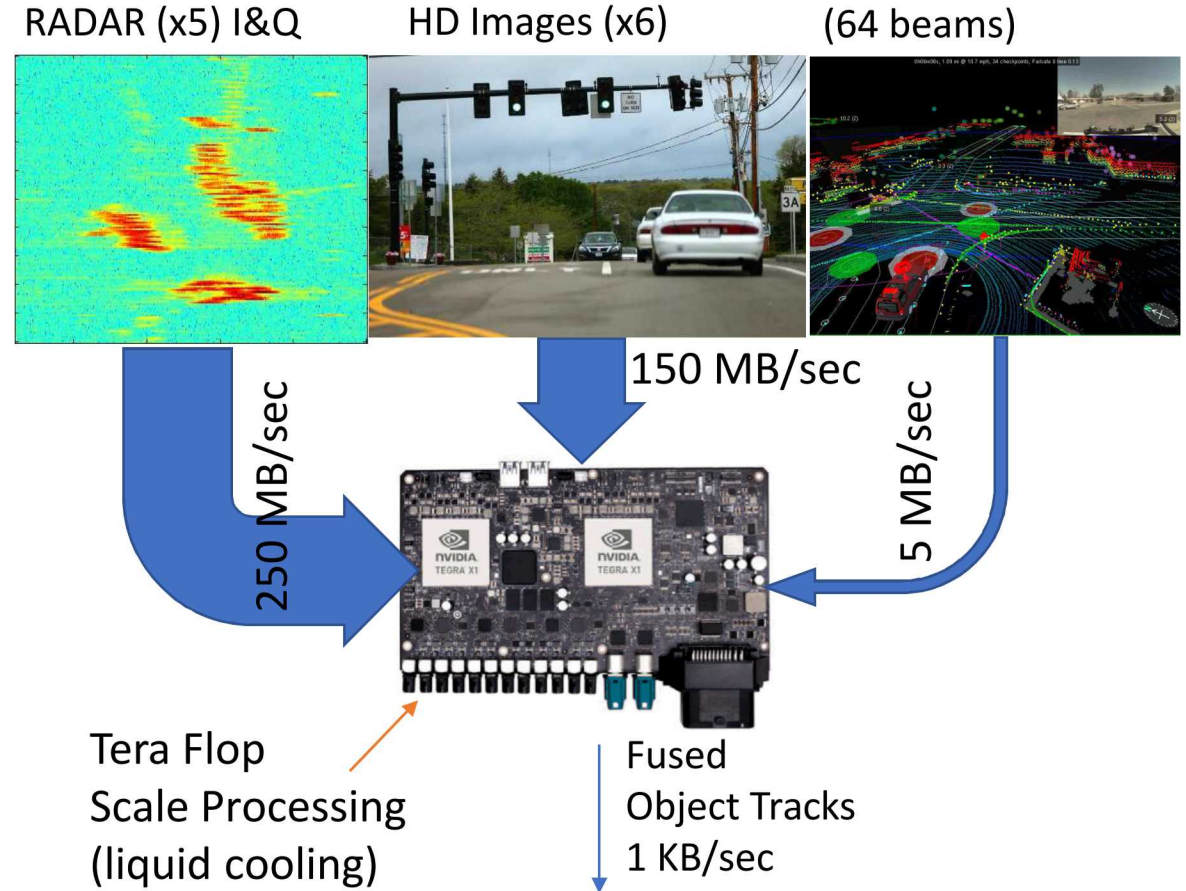 RADAR (x5) I&Q
HD Images (x6)
(64 beams)
3A
250 MB/sec
150 MB/sec
5 MB/sec
NVIDIA
TEGRA X1
NVIDIA
TEGRA X1
Tera Flop
Scale Processing
(liquid cooling)
Fused
Object Tracks
1 KB/sec